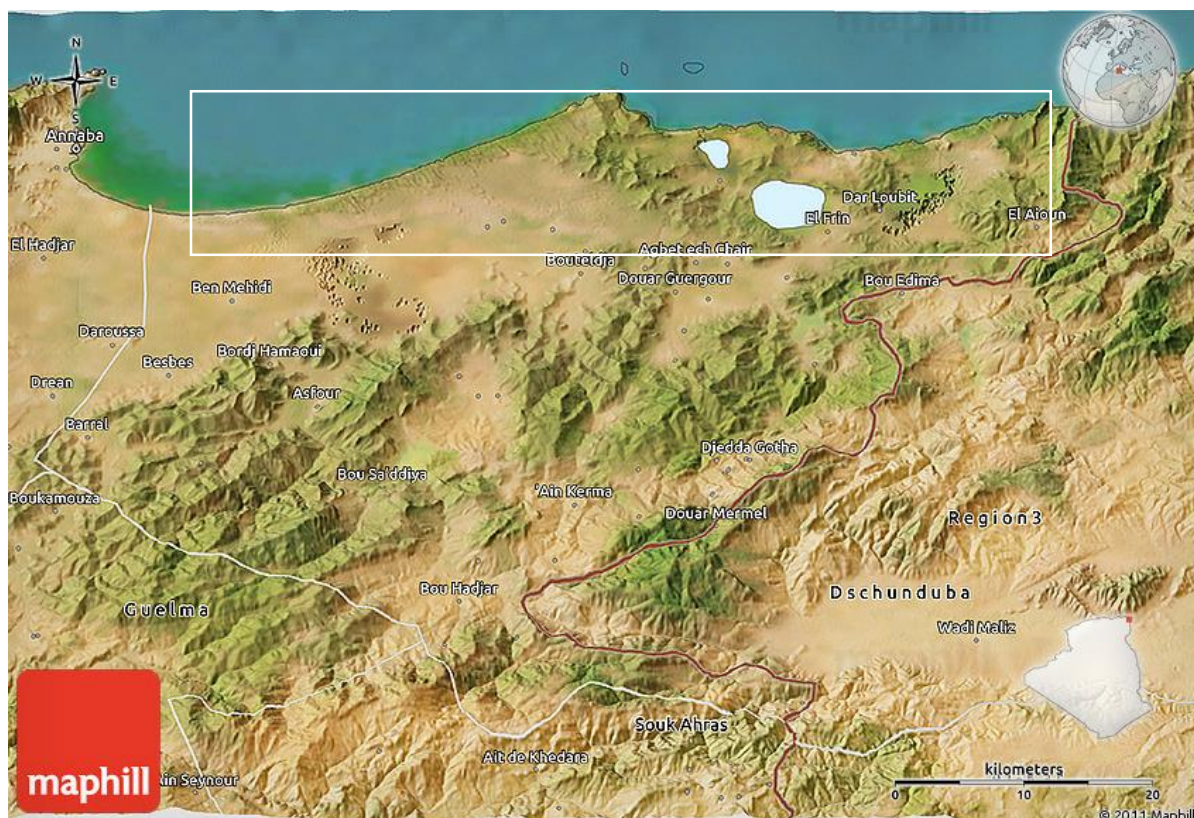 maphill
N
W E
S
Annaba
Dar Loubit
El Frin
El Aioun
El Hadjar
Agbet ech Chair
Bouteldja
Douar Guergour
Bou Edima
Ben Mehidi
Daroussa
Besbes
Bordj Hamaoui
Drean
Asfour
Barral
Djedda Gotha
Bou Sa'ddiya
'Ain Kerma
Boukamouza
Douar Mermel
Region3
Bou Hadjar
Dschunduba
Guelma
Wadi Maliz
Souk Ahras
Ait de Khedara
Ain Seynour
maphill
kilometers
0 10 20
© 2011 Maphill